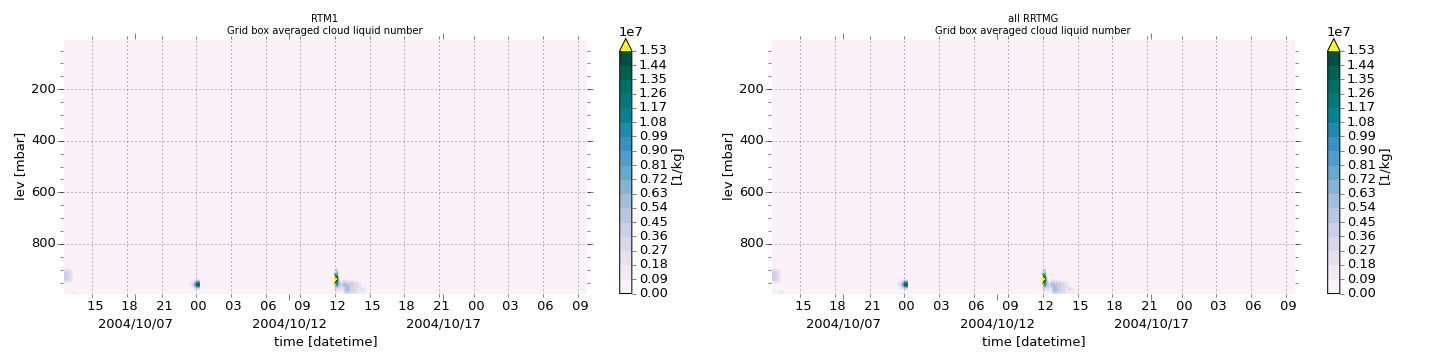 RTM1
Grid box averaged cloud liquid number
1e7
1.53
1.44
1.35
1.26
1.17
1.08
0.99
0.90
0.81
0.72
0.63
0.54
0.45
0.36
0.27
0.18
0.09
0.00
[1/kg]
lev [mbar]
200
400
600
800
15 18 21 00 03 06 09 12 15 18 21 00 03 06 09
2004/10/07 2004/10/12 2004/10/17
time [datetime]
all RRTMG
Grid box averaged cloud liquid number
1e7
1.53
1.44
1.35
1.26
1.17
1.08
0.99
0.90
0.81
0.72
0.63
0.54
0.45
0.36
0.27
0.18
0.09
0.00
[1/kg]
lev [mbar]
200
400
600
800
15 18 21 00 03 06 09 12 15 18 21 00 03 06 09
2004/10/07 2004/10/12 2004/10/17
time [datetime]